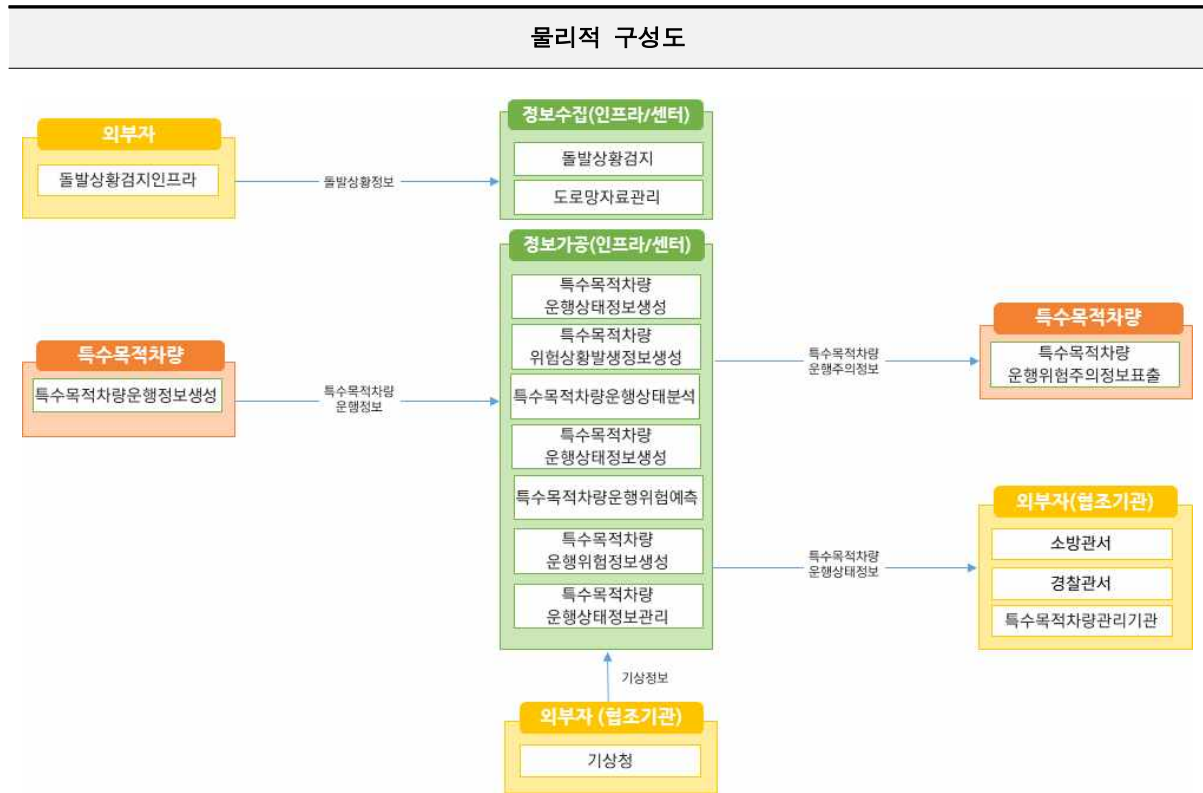 물리적 구성도
외부자
돌발상황검지인프라
돌발상황정보
정보수집(인프라/센터)
돌발상황검지
도로망자료관리
특수목적차량
특수목적차량운행정보생성
특수목적차량
운행정보
정보가공(인프라/센터)
특수목적차량
운행상태정보생성
특수목적차량
위험상황발생정보생성
특수목적차량운행상태분석
특수목적차량
운행상태정보생성
특수목적차량운행위험예측
특수목적차량
운행위험정보생성
특수목적차량
운행상태정보관리
특수목적차량
운행주의정보
특수목적차량
특수목적차량
운행위험주의정보표출
특수목적차량
운행상태정보
외부자(협조기관)
소방관서
경찰관서
특수목적차량관리기관
기상정보
외부자 (협조기관)
기상청